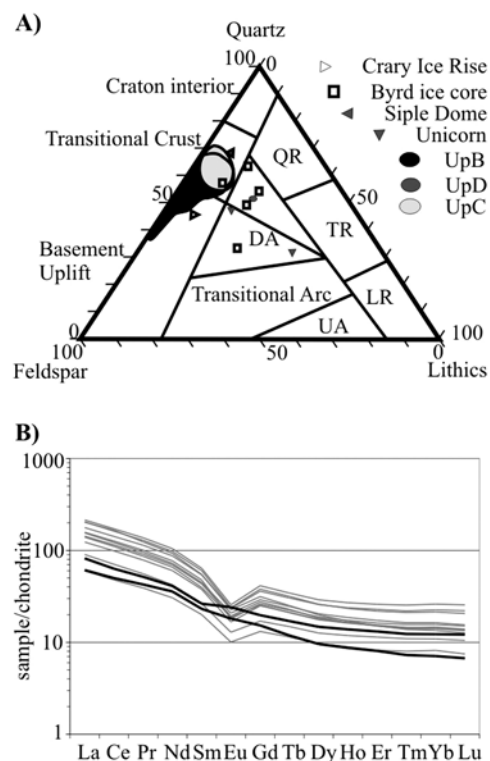 A)
Quartz
100
0
Craton interior
Crary Ice Rise
Byrd ice core
Siple Dome
Unicorn
UpB
UpD
UpC
Transitional Crust
QR
50
50
TR
DA
Basement
Uplift
Transitional Arc
LR
UA
0
100
100
50
0
Feldspar
Lithics
B)
1000
100
10
1
sample/chondrite
La Ce Pr Nd Sm Eu Gd Tb Dy Ho Er Tm Yb Lu